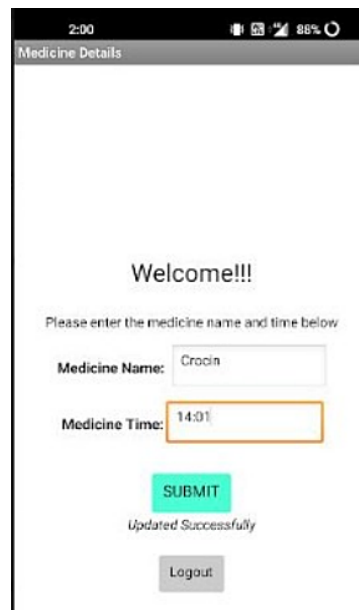 2:00 88%
Medicine Details
Welcome!!!
Please enter the medicine name and time below
Medicine Name: Crocin
Medicine Time: 14:01
SUBMIT
Updated Successfully
Logout